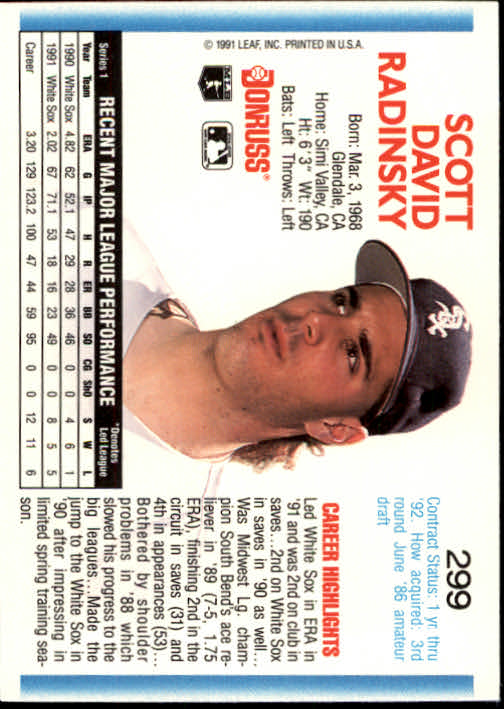 299
SCOTT
DAVID
RADINSKY
Born: Mar. 3, 1968
Glendale, CA
Home: Simi Valley, CA
Ht: 6'3" Wt: 190
Bats: Left Throws: Left
DONRUSS®
MLBPA
© 1991 LEAF, INC. PRINTED IN U.S.A.
Contract Status: 1 yr. thru
'92. How acquired: 3rd
round June '86 amateur
draft
CAREER HIGHLIGHTS
Led White Sox in ERA in
'91 and was 2nd on club in
saves...2nd on White Sox
in saves in '90 as well...
Was Midwest Lg. cham-
pion South Bend's ace re-
liever in '89 (7-5, 1.75
ERA), finishing 2nd in the
circuit in saves (31) and
4th in appearances (53)...
Bothered by shoulder
problems in '88 which
slowed his progress to the
big leagues...Made the
jump to the White Sox in
'90 after impressing in
limited spring training sea-
son.
Series 1 RECENT MAJOR LEAGUE PERFORMANCE *Denotes
Led League
Year Team ERA G IP H R ER BB SO CG ShO S W L
1990 White Sox 4.82 62 52.1 47 29 28 36 46 0 0 4 6 1
1991 White Sox 2.02 67 71.1 53 18 16 23 49 0 0 8 5 5
Career 3.20 129 123.2 100 47 44 59 95 0 0 12 11 6